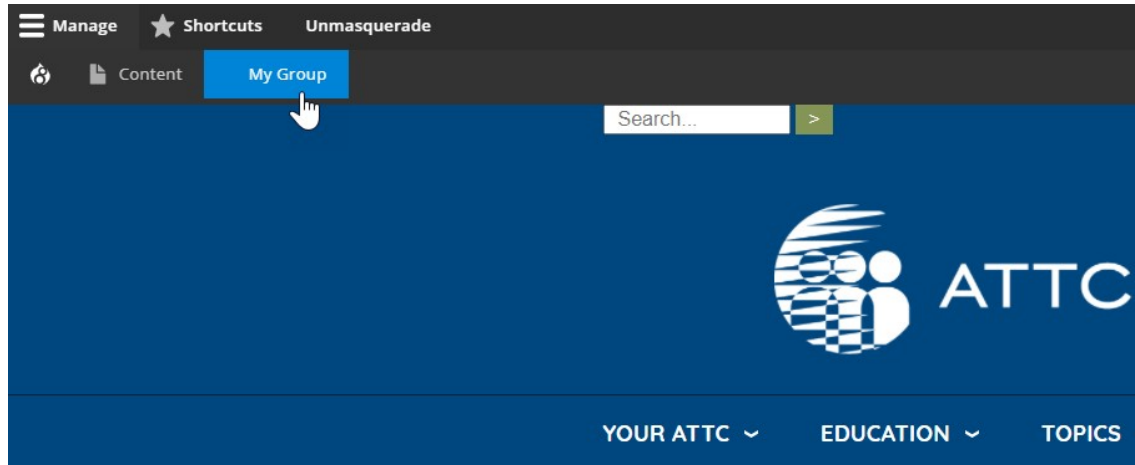 Manage Shortcuts Unmasquerade
Content My Group
Search... >
ATTC
YOUR ATTC EDUCATION TOPICS